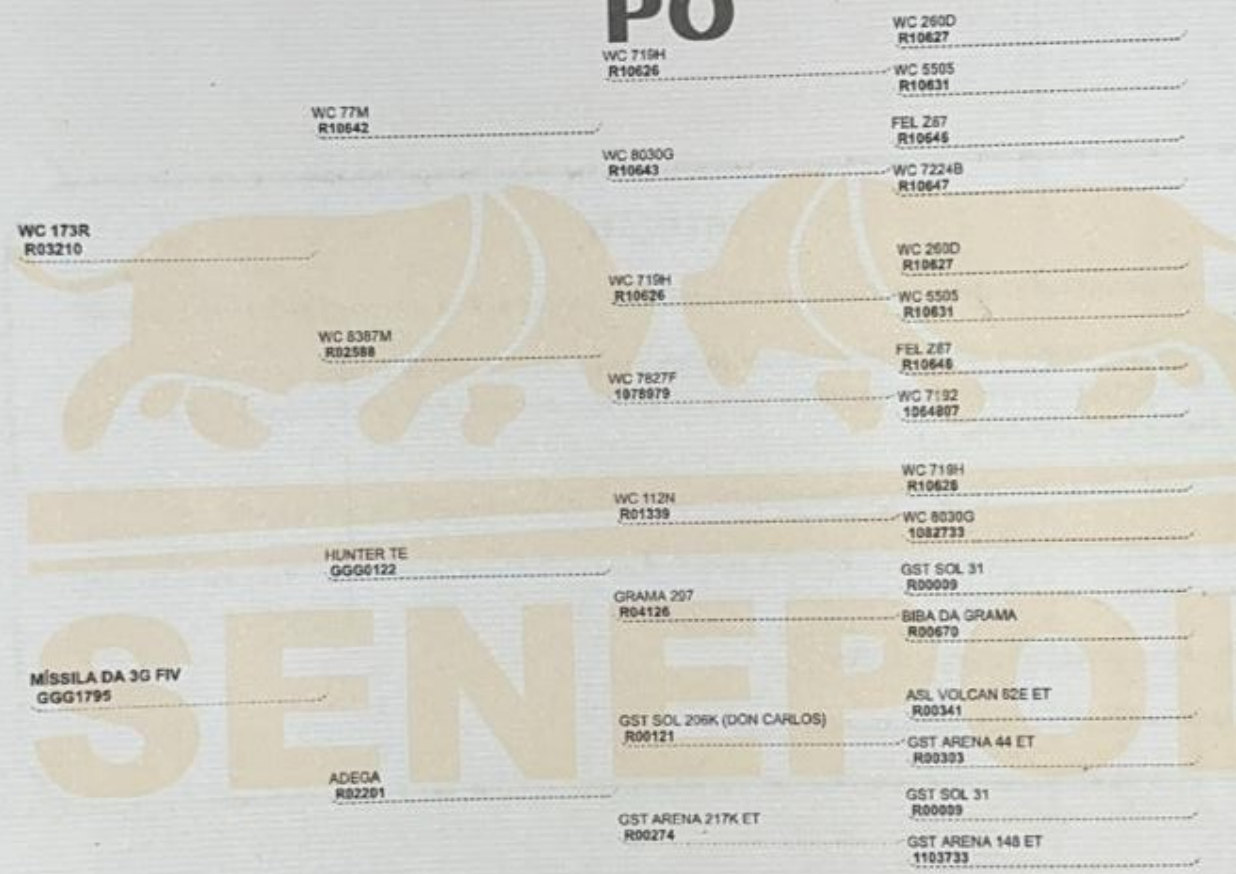 PO
WC 260D
R10627
WC 719H
R10626
WC 5505
R10631
WC 77M
R10642
FEL Z87
R10646
WC 8030G
R10643
WC 7224B
R10647
WC 173R
R03210
WC 260D
R10627
WC 719H
R10626
WC 5505
R10631
WC 8387M
R02588
FEL Z87
R10646
WC 7827F
1078979
WC 7192
1064807
WC 719H
R10626
WC 112N
R01339
WC 8030G
1082733
HUNTER TE
GGG0122
GST SOL 31
R00009
GRAMA 297
R04126
BIBA DA GRAMA
R00670
SENEPOL
MÍSSILA DA 3G FIV
GGG1795
ASL VOLCAN 62E ET
R00341
GST SOL 206K (DON CARLOS)
R00121
GST ARENA 44 ET
R00303
ADEGA
R02201
GST SOL 31
R00009
GST ARENA 217K ET
R00274
GST ARENA 148 ET
1103733